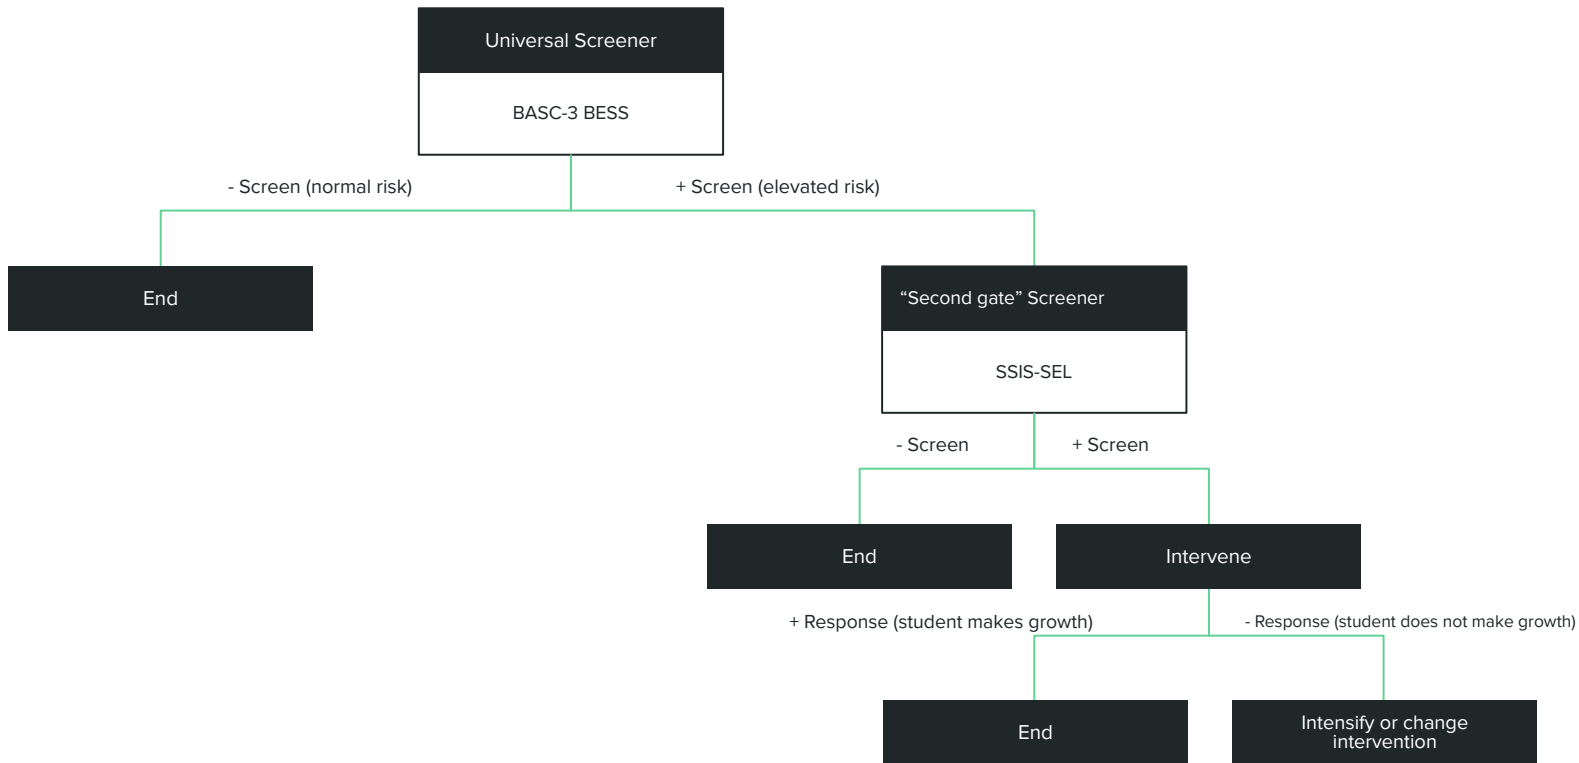 Universal Screener
BASC-3 BESS
- Screen (normal risk)
+ Screen (elevated risk)
End
“Second gate” Screener
SSIS-SEL
- Screen
+ Screen
End
Intervene
+ Response (student makes growth)
- Response (student does not make growth)
End
Intensify or change
intervention